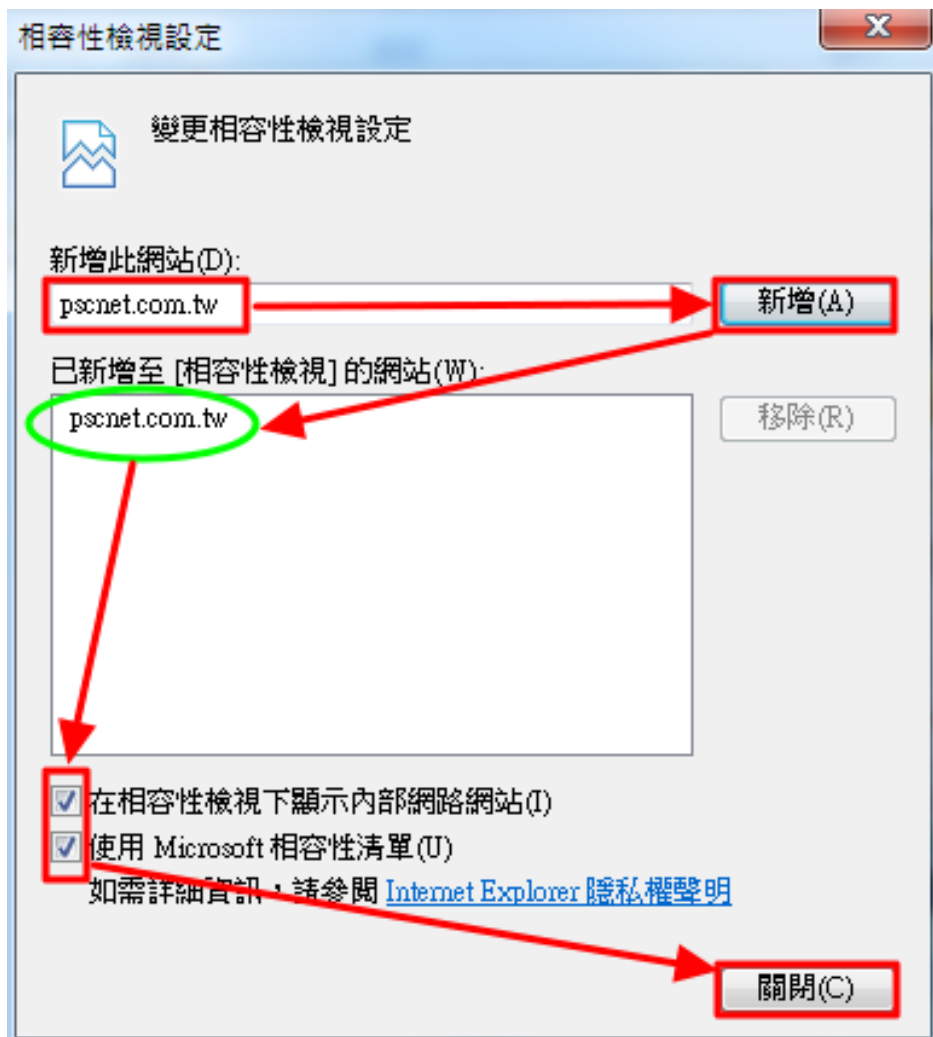 相容性檢視設定
變更相容性檢視設定
新增此網站(D):
pscnet.com.tw
新增(A)
已新增至 [相容性檢視] 的網站(W):
pscnet.com.tw
移除(R)
在相容性檢視下顯示內部網路網站(I)
使用 Microsoft 相容性清單(U)
如需詳細資訊，請參閱 Internet Explorer 隱私權聲明
關閉(C)